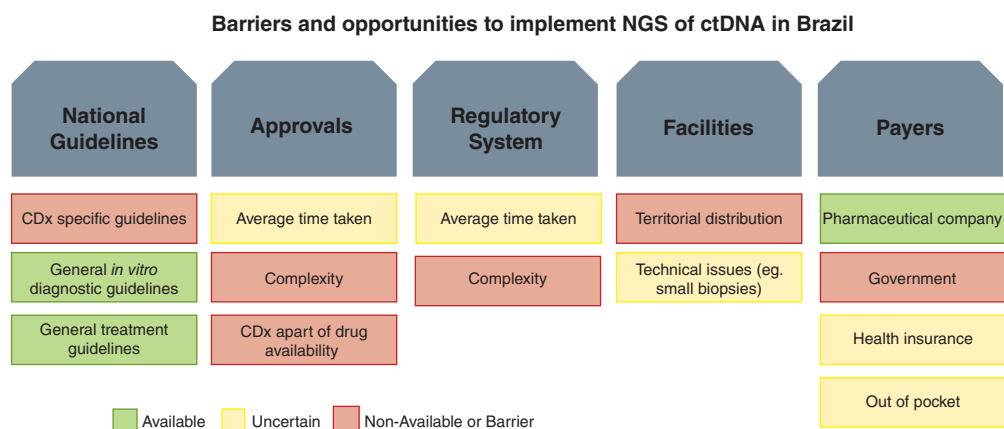 Barriers and opportunities to implement NGS of ctDNA in Brazil
National
Guidelines
Approvals
Regulatory
System
Facilities
Payers
CDx specific guidelines
Average time taken
Average time taken
Territorial distribution
Pharmaceutical company
General in vitro
diagnostic guidelines
Complexity
Complexity
Technical issues (eg.
small biopsies)
Government
General treatment
guidelines
CDx apart of drug
availability
Health insurance
Out of pocket
Available
Uncertain
Non-Available or Barrier